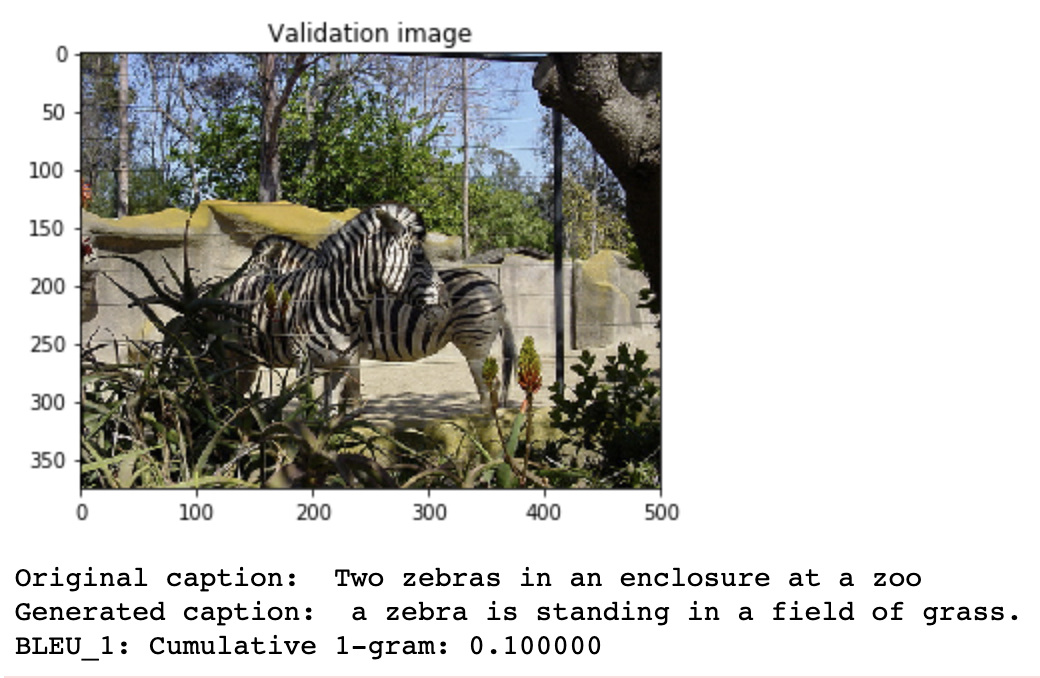 Validation image
0
50
100
150
200
250
300
350
0 100 200 300 400 500
Original caption: Two zebras in an enclosure at a zoo
Generated caption: a zebra is standing in a field of grass.
BLEU_1: Cumulative 1-gram: 0.100000